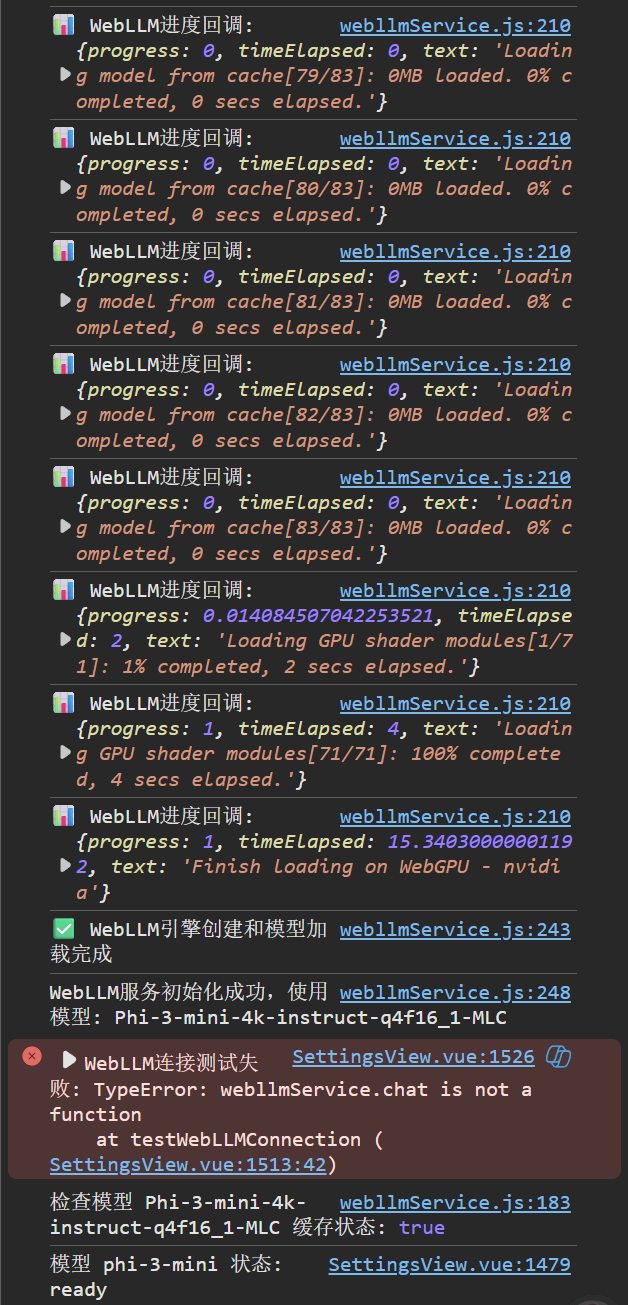 WebLLM进度回调: webllmService.js:210
{progress: 0, timeElapsed: 0, text: 'Loadin
g model from cache[79/83]: 0MB loaded. 0% c
ompleted, 0 secs elapsed.'}
WebLLM进度回调: webllmService.js:210
{progress: 0, timeElapsed: 0, text: 'Loadin
g model from cache[80/83]: 0MB loaded. 0% c
ompleted, 0 secs elapsed.'}
WebLLM进度回调: webllmService.js:210
{progress: 0, timeElapsed: 0, text: 'Loadin
g model from cache[81/83]: 0MB loaded. 0% c
ompleted, 0 secs elapsed.'}
WebLLM进度回调: webllmService.js:210
{progress: 0, timeElapsed: 0, text: 'Loadin
g model from cache[82/83]: 0MB loaded. 0% c
ompleted, 0 secs elapsed.'}
WebLLM进度回调: webllmService.js:210
{progress: 0, timeElapsed: 0, text: 'Loadin
g model from cache[83/83]: 0MB loaded. 0% c
ompleted, 0 secs elapsed.'}
WebLLM进度回调: webllmService.js:210
{progress: 0.014084507042253521, timeElapse
d: 2, text: 'Loading GPU shader modules[1/7
1]: 1% completed, 2 secs elapsed.'}
WebLLM进度回调: webllmService.js:210
{progress: 1, timeElapsed: 4, text: 'Loadin
g GPU shader modules[71/71]: 100% complete
d, 4 secs elapsed.'}
WebLLM进度回调: webllmService.js:210
{progress: 1, timeElapsed: 15.3403000000119
2, text: 'Finish loading on WebGPU - nvidi
a'}
WebLLM引擎创建和模型加 webllmService.js:243
载完成
WebLLM服务初始化成功，使用 webllmService.js:248
模型: Phi-3-mini-4k-instruct-q4f16_1-MLC
WebLLM连接测试失 SettingsView.vue:1526
败: TypeError: webllmService.chat is not a
function
at testWebLLMConnection (
SettingsView.vue:1513:42)
检查模型 Phi-3-mini-4k- webllmService.js:183
instruct-q4f16_1-MLC 缓存状态: true
模型 phi-3-mini 状态: SettingsView.vue:1479
ready